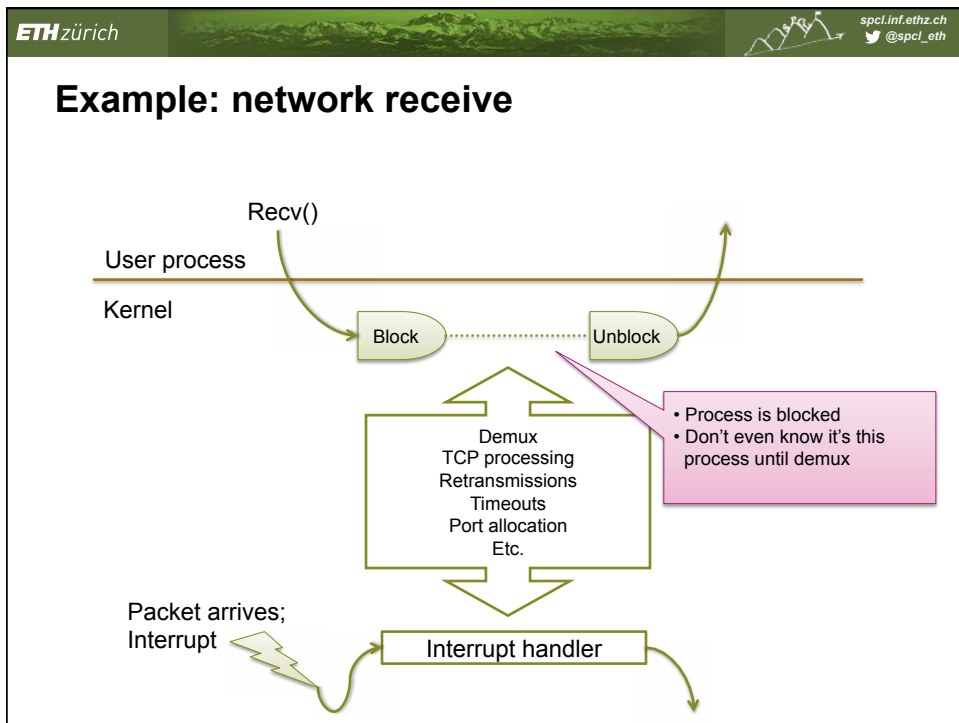 ETH zürich
spcl.inf.ethz.ch
@spcl_eth
Example: network receive
Recv()
User process
Kernel
Block
Unblock
• Process is blocked
• Don't even know it's this
process until demux
Demux
TCP processing
Retransmissions
Timeouts
Port allocation
Etc.
Packet arrives;
Interrupt
Interrupt handler